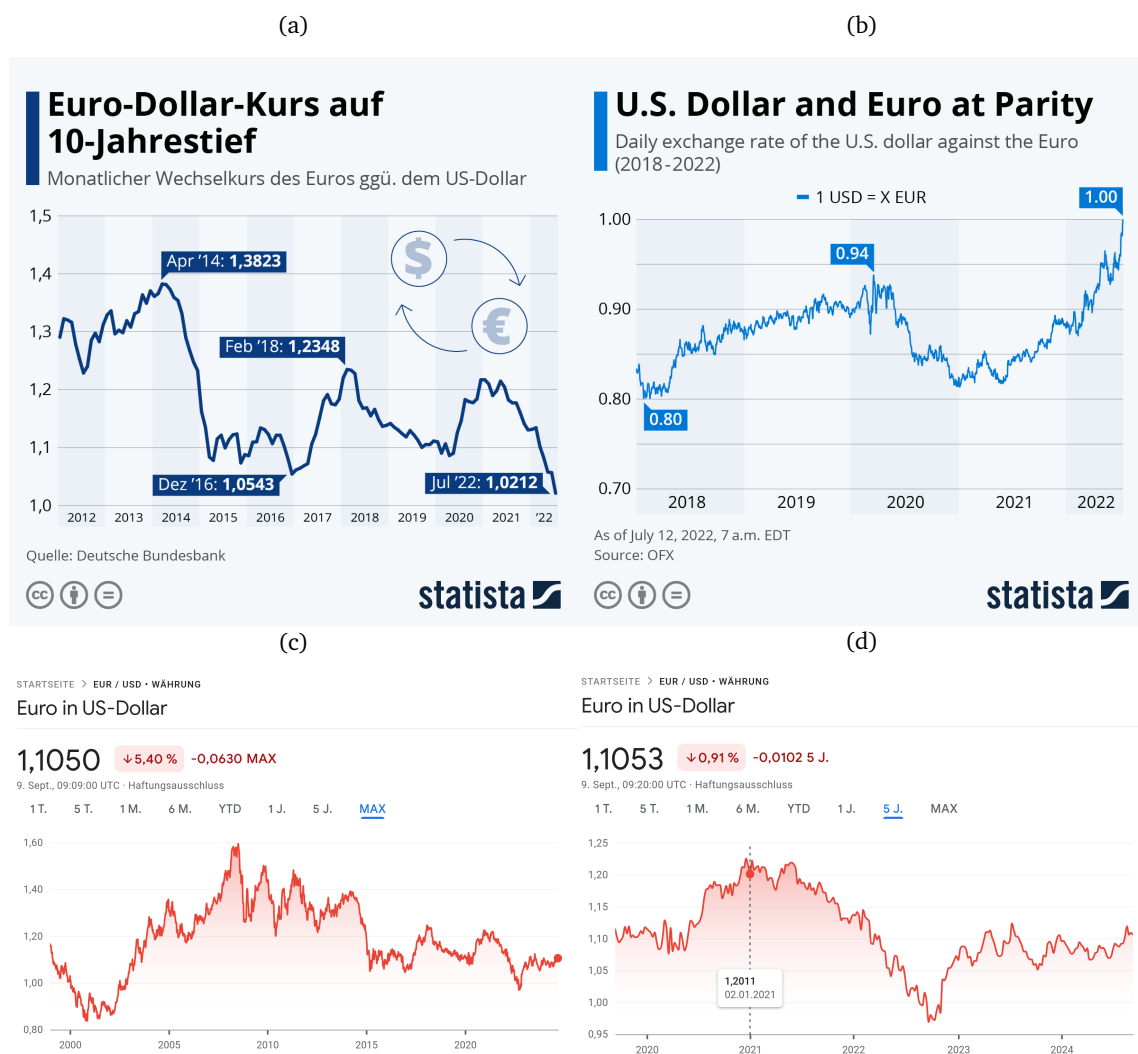 (a)
Euro-Dollar-Kurs auf
10-Jahrestief
Monatlicher Wechselkurs des Euros ggü. dem US-Dollar
1,5
1,4
1,3
1,2
1,1
1,0
Apr ’14: 1,3823
Feb ’18: 1,2348
Dez ’16: 1,0543
Jul ’22: 1,0212
$
€
2012 2013 2014 2015 2016 2017 2018 2019 2020 2021 ’22
Quelle: Deutsche Bundesbank
cc
=
statista
(b)
U.S. Dollar and Euro at Parity
Daily exchange rate of the U.S. dollar against the Euro
(2018-2022)
1 USD = X EUR
1.00
1.00
0.94
0.90
0.80
0.80
0.70
2018 2019 2020 2021 2022
As of July 12, 2022, 7 a.m. EDT
Source: OFX
cc
=
statista
(c)
STARTSEITE > EUR / USD • WÄHRUNG
Euro in US-Dollar
1,1050 ↓5,40 % -0,0630 MAX
9. Sept., 09:09:00 UTC · Haftungsausschluss
1 T. 5 T. 1 M. 6 M. YTD 1 J. 5 J. MAX
1,60
1,40
1,20
1,00
0,80
2000 2005 2010 2015 2020
(d)
STARTSEITE > EUR / USD • WÄHRUNG
Euro in US-Dollar
1,1053 ↓0,91 % -0,0102 5 J.
9. Sept., 09:20:00 UTC · Haftungsausschluss
1 T. 5 T. 1 M. 6 M. YTD 1 J. 5 J. MAX
1,25
1,20
1,15
1,10
1,05
1,00
0,95
1,2011
02.01.2021
2020 2021 2022 2023 2024